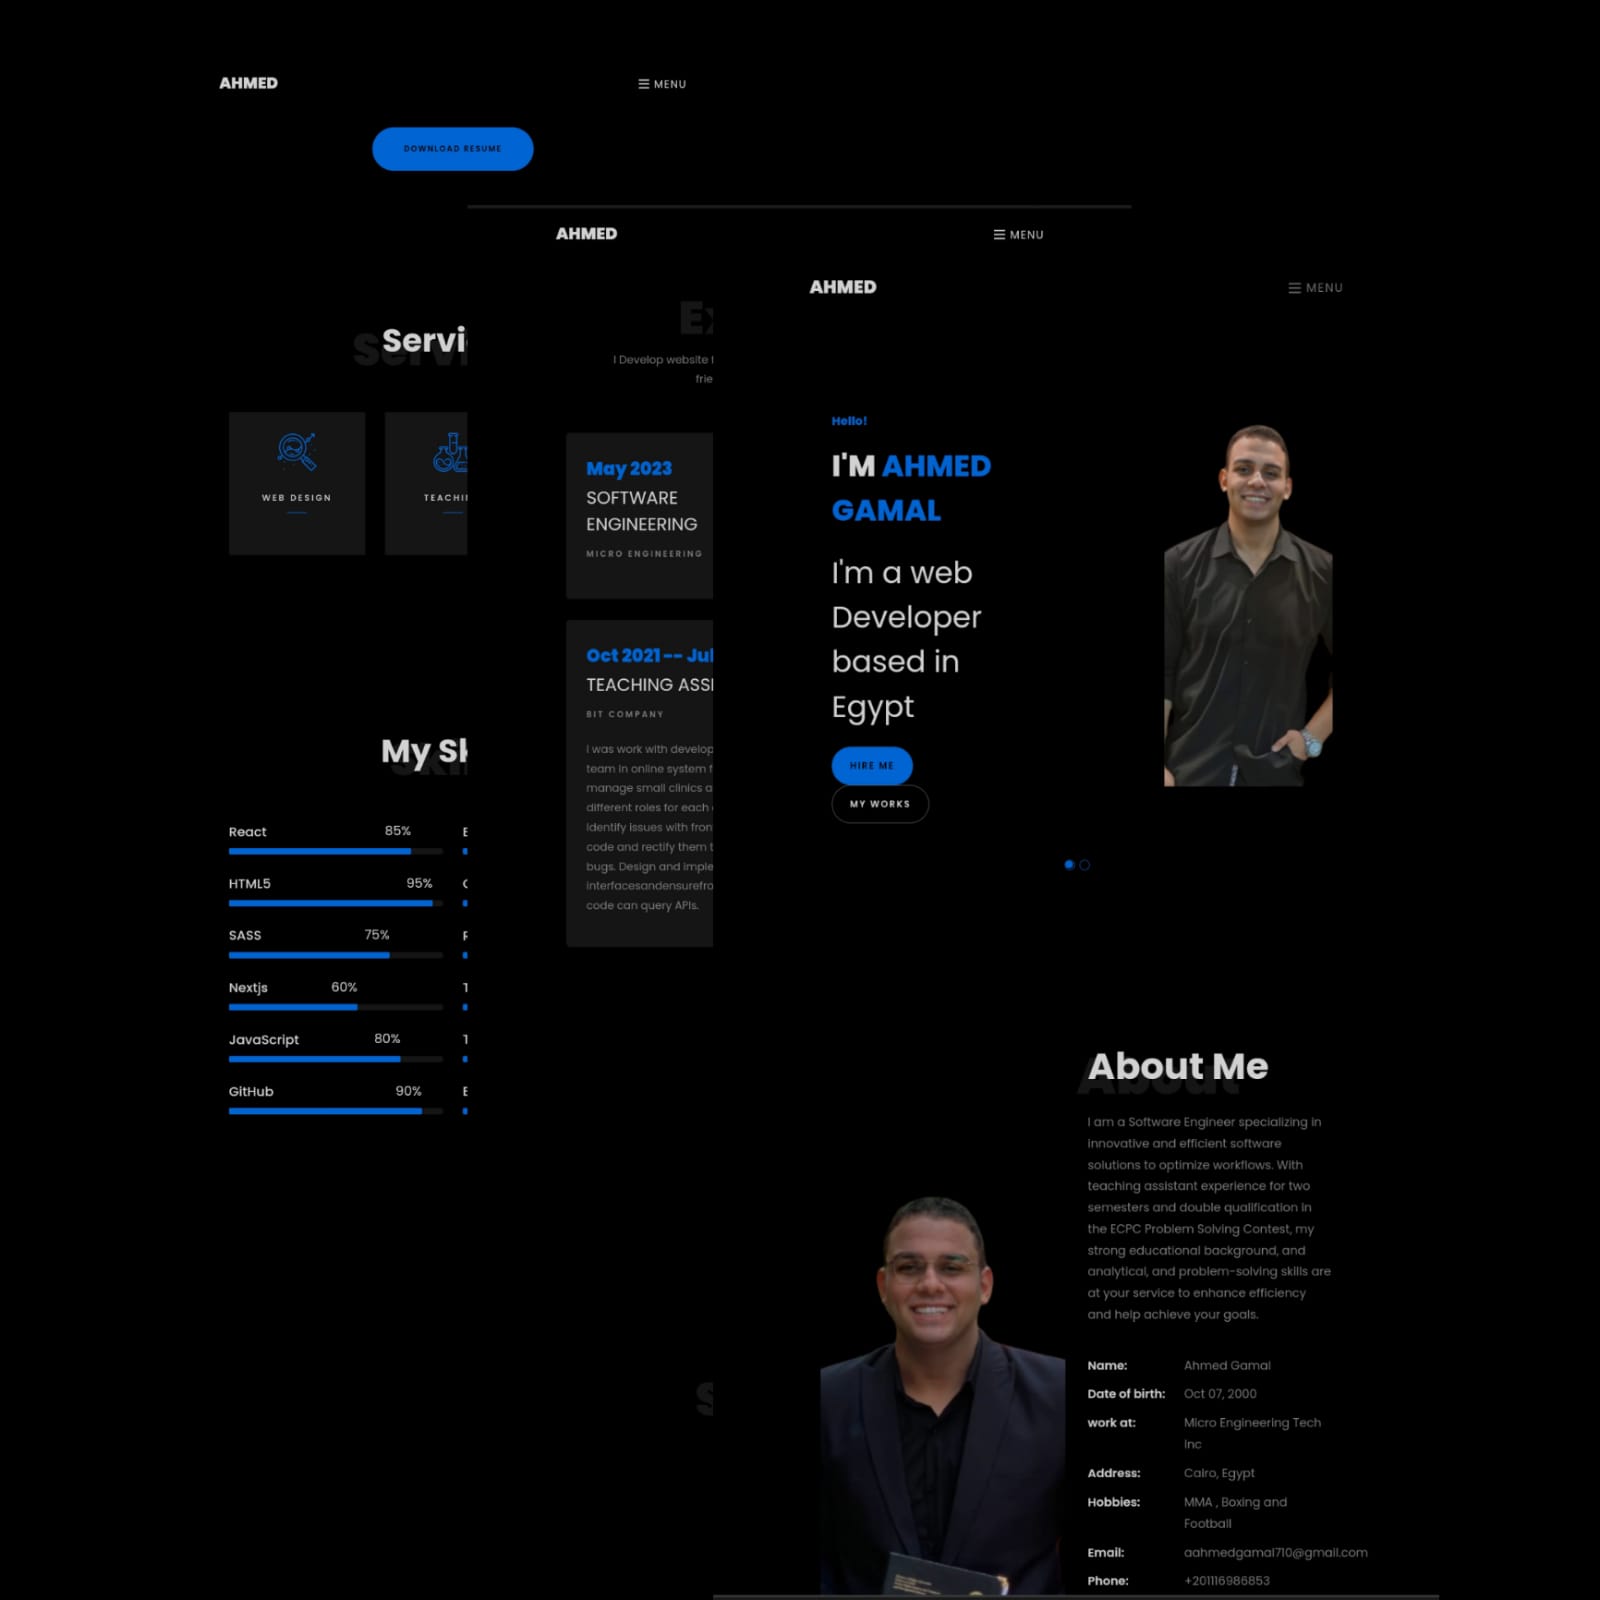 AHMED
MENU
DOWNLOAD RESUME
Servi
WEB DESIGN
My Sk
React 85%
HTML5 95%
SASS 75%
Nextjs 60%
JavaScript 80%
GitHub 90%
AHMED
MENU
Ex
I Develop website
frie
May 2023
SOFTWARE
ENGINEERING
MICRO ENGINEERING
Oct 2021 -- Jul
TEACHING ASSI
BIT COMPANY
I was work with develop
team in online system f
manage small clinics a
different roles for each
Identify issues with fron
code and rectify them t
bugs. Design and imple
interfacesandensurefro
code can query APIs.
AHMED
MENU
Hello!
I'M AHMED
GAMAL
I'm a web
Developer
based in
Egypt
HIRE ME
MY WORKS
About
About Me
I am a Software Engineer specializing in
innovative and efficient software
solutions to optimize workflows. With
teaching assistant experience for two
semesters and double qualification in
the ECPC Problem Solving Contest, my
strong educational background, and
analytical, and problem-solving skills are
at your service to enhance efficiency
and help achieve your goals.
Name: Ahmed Gamal
Date of birth: Oct 07, 2000
work at: Micro Engineering Tech
Inc
Address: Cairo, Egypt
Hobbies: MMA , Boxing and
Football
Email: aahmedgamal710@gmail.com
Phone: +201116986853